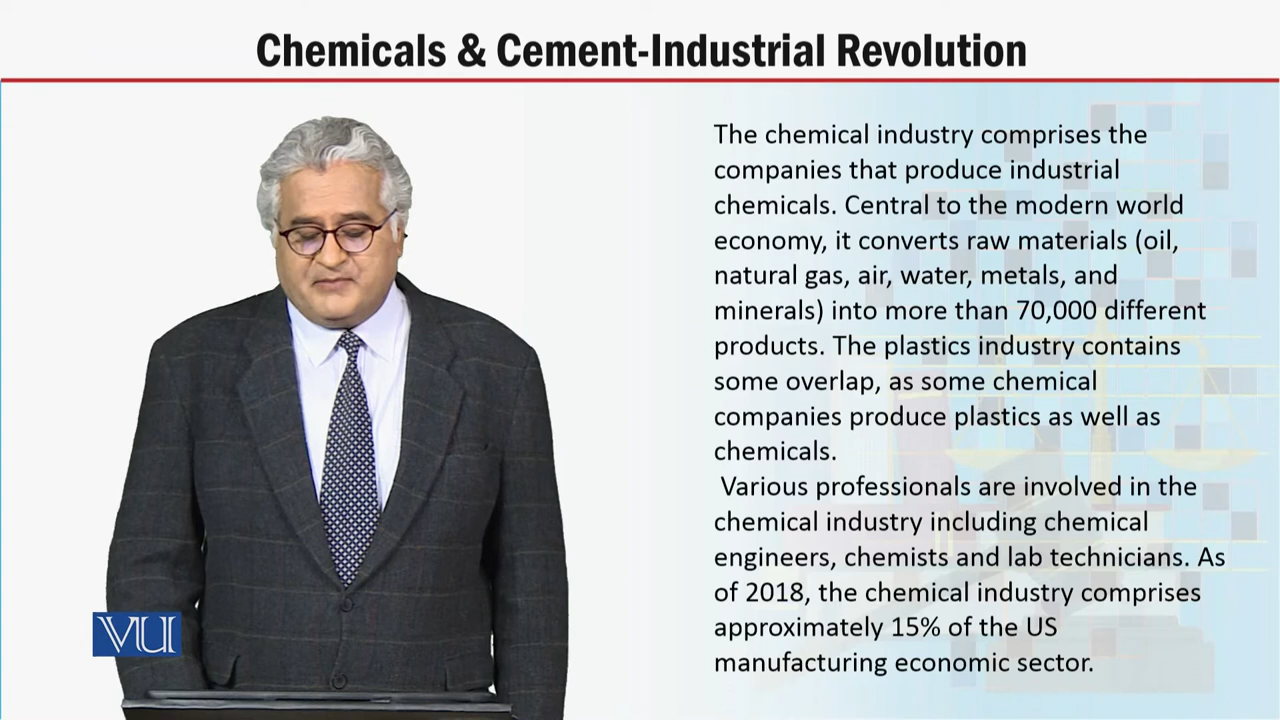 Chemicals & Cement-Industrial Revolution
The chemical industry comprises the
companies that produce industrial
chemicals. Central to the modern world
economy, it converts raw materials (oil,
natural gas, air, water, metals, and
minerals) into more than 70,000 different
products. The plastics industry contains
some overlap, as some chemical
companies produce plastics as well as
chemicals.
Various professionals are involved in the
chemical industry including chemical
engineers, chemists and lab technicians. As
of 2018, the chemical industry comprises
approximately 15% of the US
manufacturing economic sector.
VU